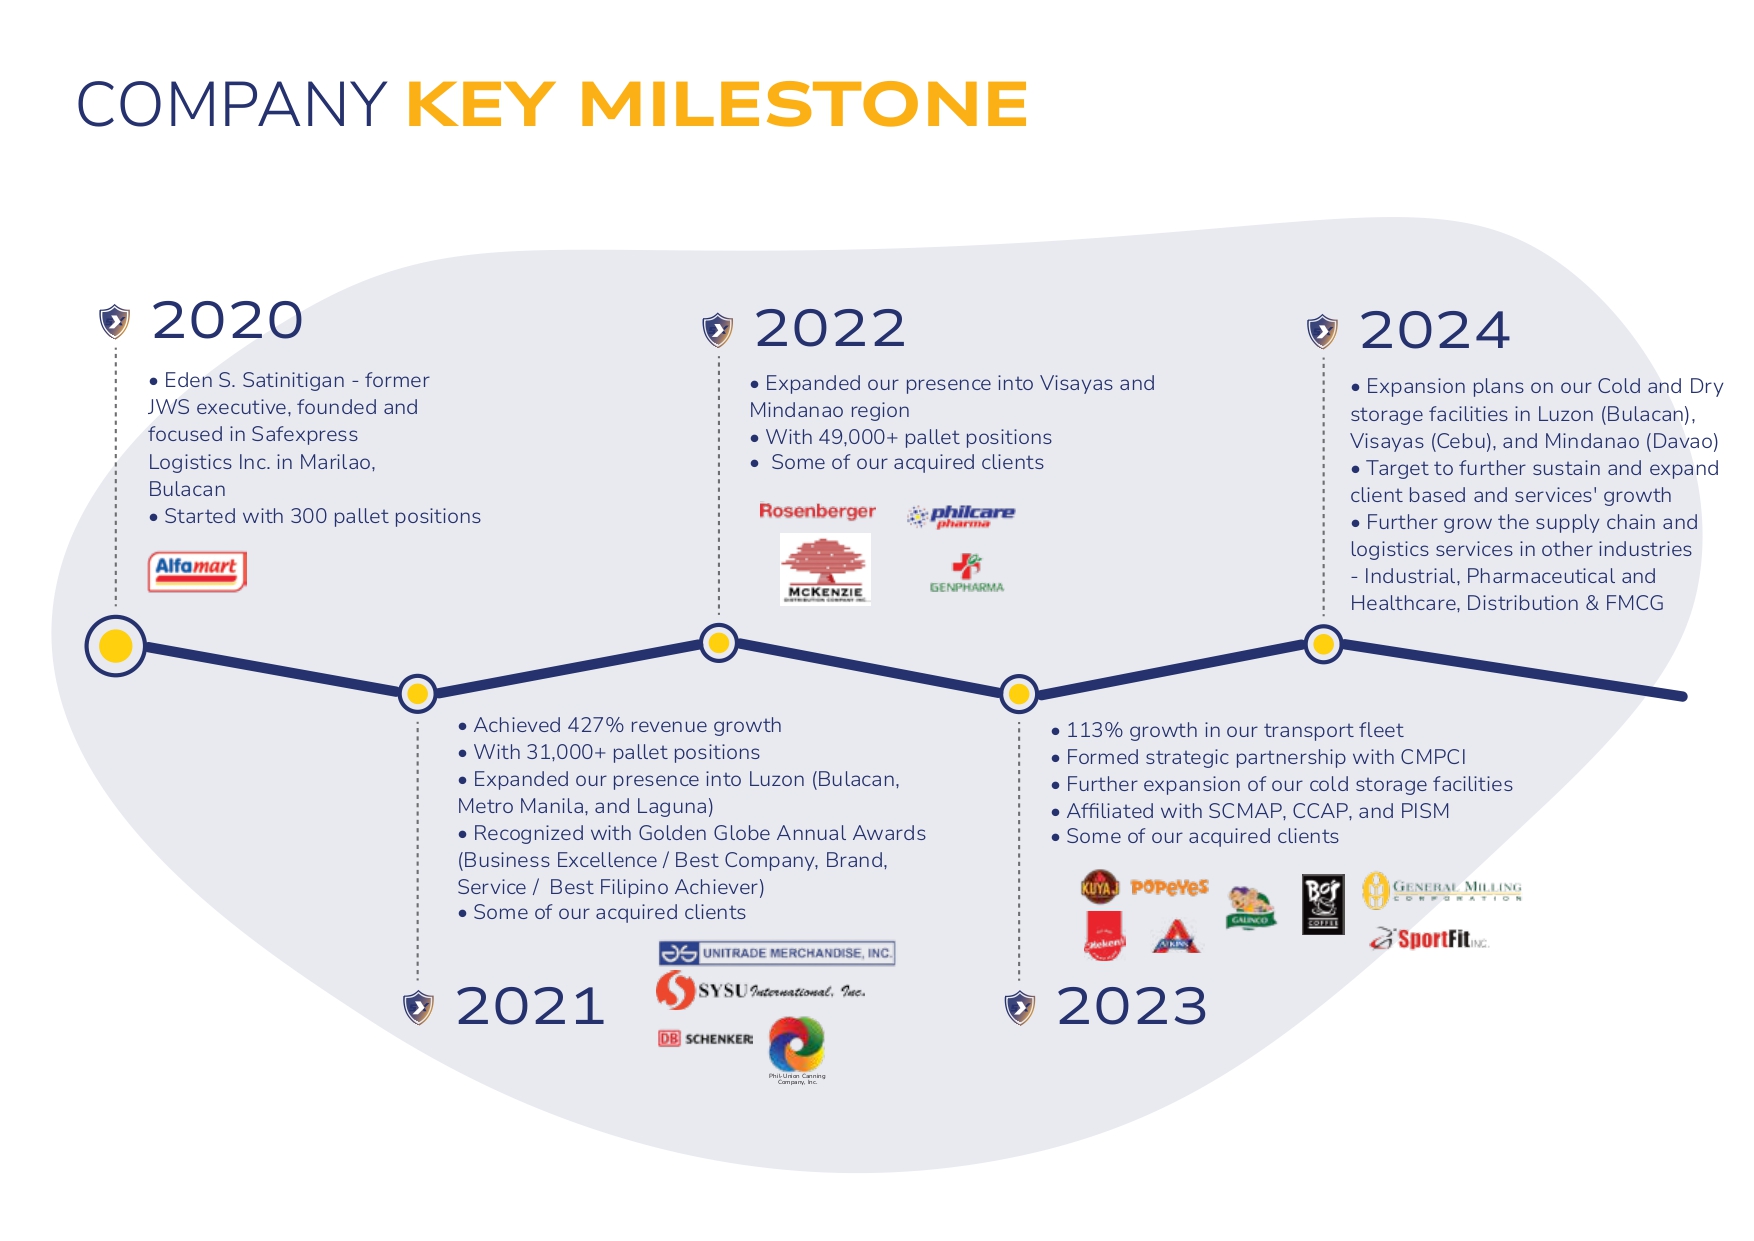 COMPANY KEY MILESTONE
2020
• Eden S. Satinitigan - former
JWS executive, founded and
focused in Safexpress
Logistics Inc. in Marilao,
Bulacan
• Started with 300 pallet positions
Alfamart
2022
• Expanded our presence into Visayas and
Mindanao region
• With 49,000+ pallet positions
• Some of our acquired clients
Rosenberger
philcare
pharma
McKENZIE
DISTRIBUTION COMPANY INC.
GENPHARMA
2024
• Expansion plans on our Cold and Dry
storage facilities in Luzon (Bulacan),
Visayas (Cebu), and Mindanao (Davao)
• Target to further sustain and expand
client based and services' growth
• Further grow the supply chain and
logistics services in other industries
- Industrial, Pharmaceutical and
Healthcare, Distribution & FMCG
• Achieved 427% revenue growth
• With 31,000+ pallet positions
• Expanded our presence into Luzon (Bulacan,
Metro Manila, and Laguna)
• Recognized with Golden Globe Annual Awards
(Business Excellence / Best Company, Brand,
Service / Best Filipino Achiever)
• Some of our acquired clients
UNITRADE MERCHANDISE, INC.
SYSU International, Inc.
DB SCHENKER
Phil-Union Canning
Company, Inc.
2021
• 113% growth in our transport fleet
• Formed strategic partnership with CMPCI
• Further expansion of our cold storage facilities
• Affiliated with SCMAP, CCAP, and PISM
• Some of our acquired clients
KUYA J
POPEYES
GALINCO
Bo's
COFFEE
GENERAL MILLING
CORPORATION
Mekeni
ATKINS
SportFit INC.
2023